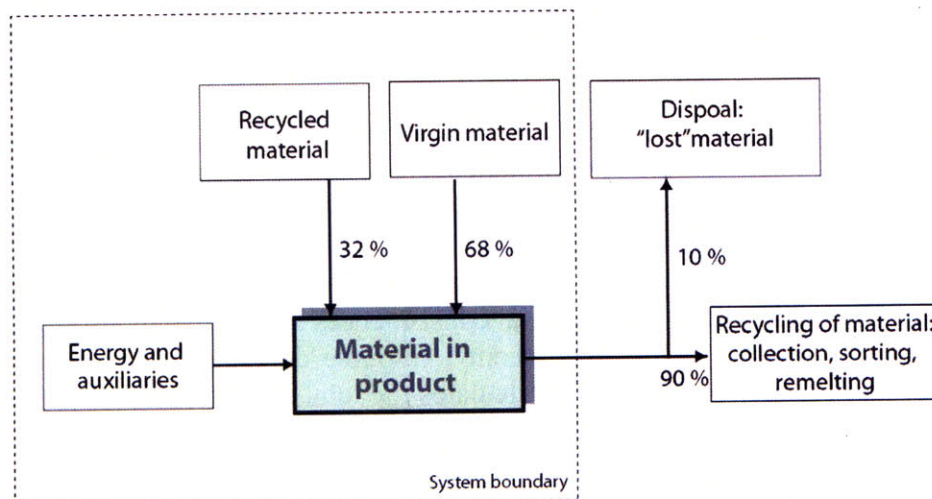 Recycled
material
Virgin material
Dispoal:
“lost”material
32 %
68 %
10 %
Energy and
auxiliaries
Material in
product
Recycling of material:
collection, sorting,
remelting
90 %
System boundary